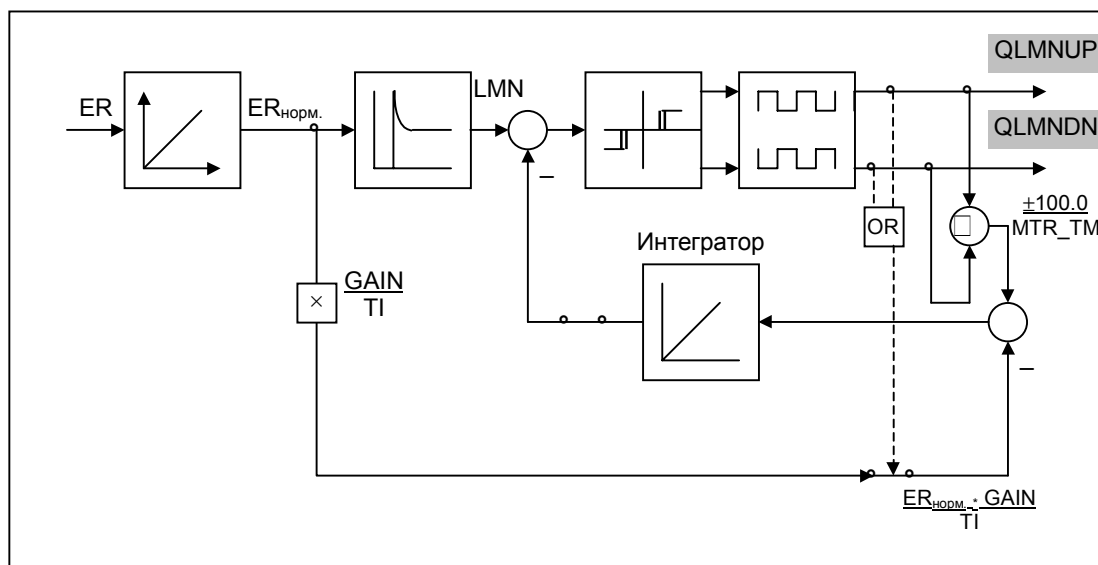 QLMNUP
ER
ERнорм.
LMN
QLMNDN
±100.0
MTR_TM
OR
Интегратор
GAIN
×
TI
–
–
ERнорм. * GAIN
TI